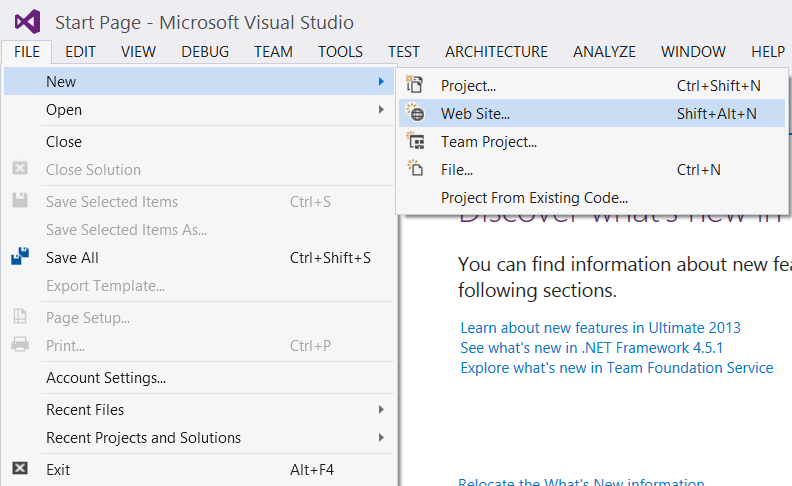 Start Page - Microsoft Visual Studio
FILE EDIT VIEW DEBUG TEAM TOOLS TEST ARCHITECTURE ANALYZE WINDOW HELP
New
Open
Close
Close Solution
Save Selected Items Ctrl+S
Save Selected Items As...
Save All Ctrl+Shift+S
Export Template...
Page Setup...
Print... Ctrl+P
Account Settings...
Recent Files
Recent Projects and Solutions
Exit Alt+F4
Project... Ctrl+Shift+N
Web Site... Shift+Alt+N
Team Project...
File... Ctrl+N
Project From Existing Code...
Discover what's new in
You can find information about new fea
following sections.
Learn about new features in Ultimate 2013
See what's new in .NET Framework 4.5.1
Explore what's new in Team Foundation Service
Relocate the What's New information